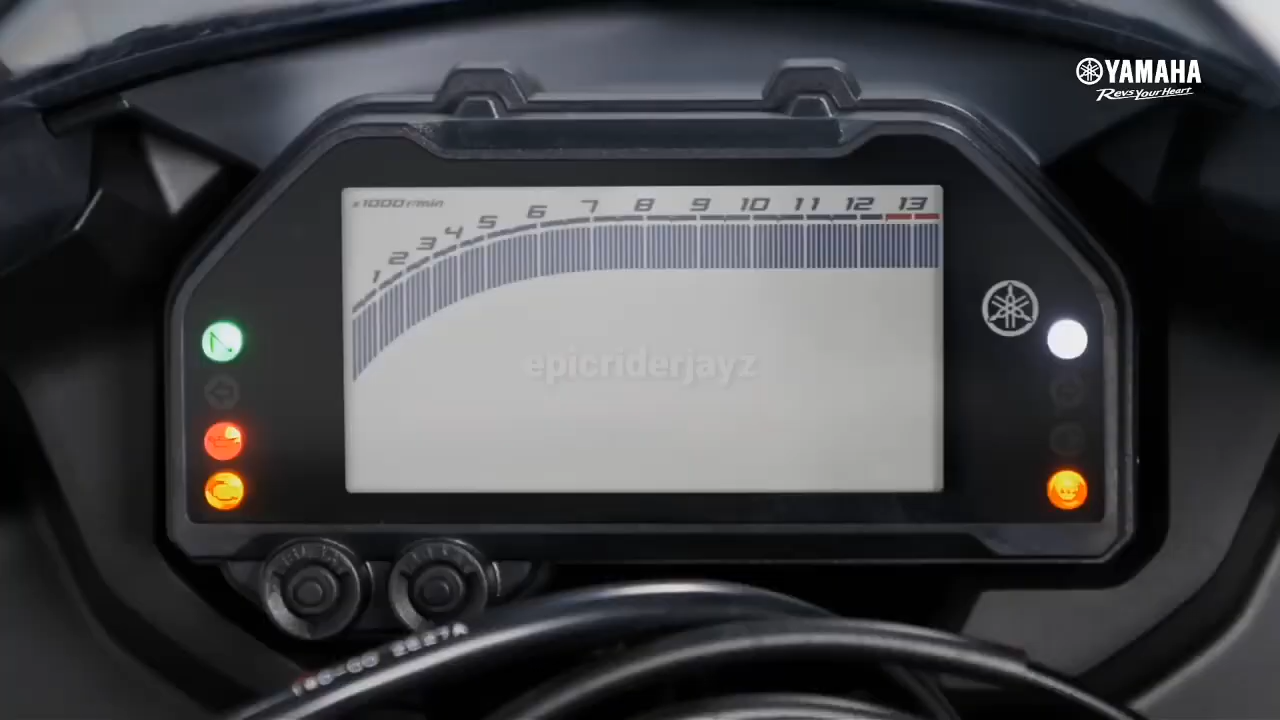 YAMAHA
Revs Your Heart
x1000 r/min
1 2 3 4 5 6 7 8 9 10 11 12 13
epicriderjayz
N